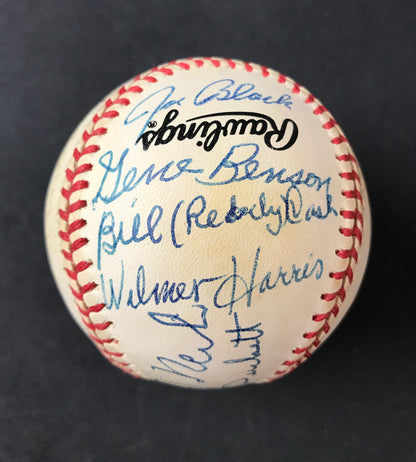 Joe Black
Rawlings®
Gene Benson
Bill (Ready) Cash
Wilmer Harris